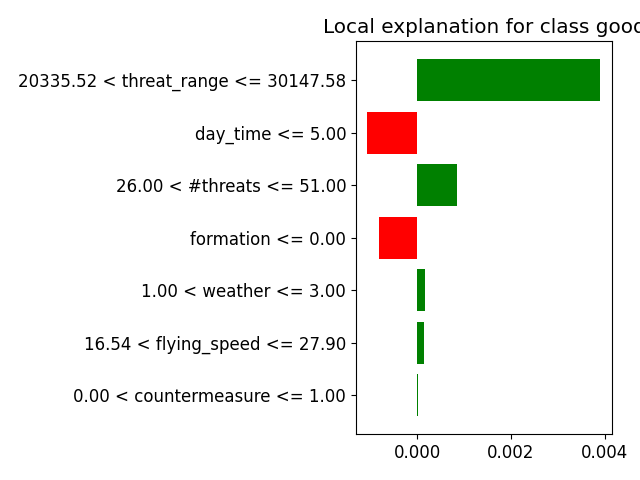 Local explanation for class good
20335.52 < threat_range <= 30147.58
day_time <= 5.00
26.00 < #threats <= 51.00
formation <= 0.00
1.00 < weather <= 3.00
16.54 < flying_speed <= 27.90
0.00 < countermeasure <= 1.00
0.000 0.002 0.004